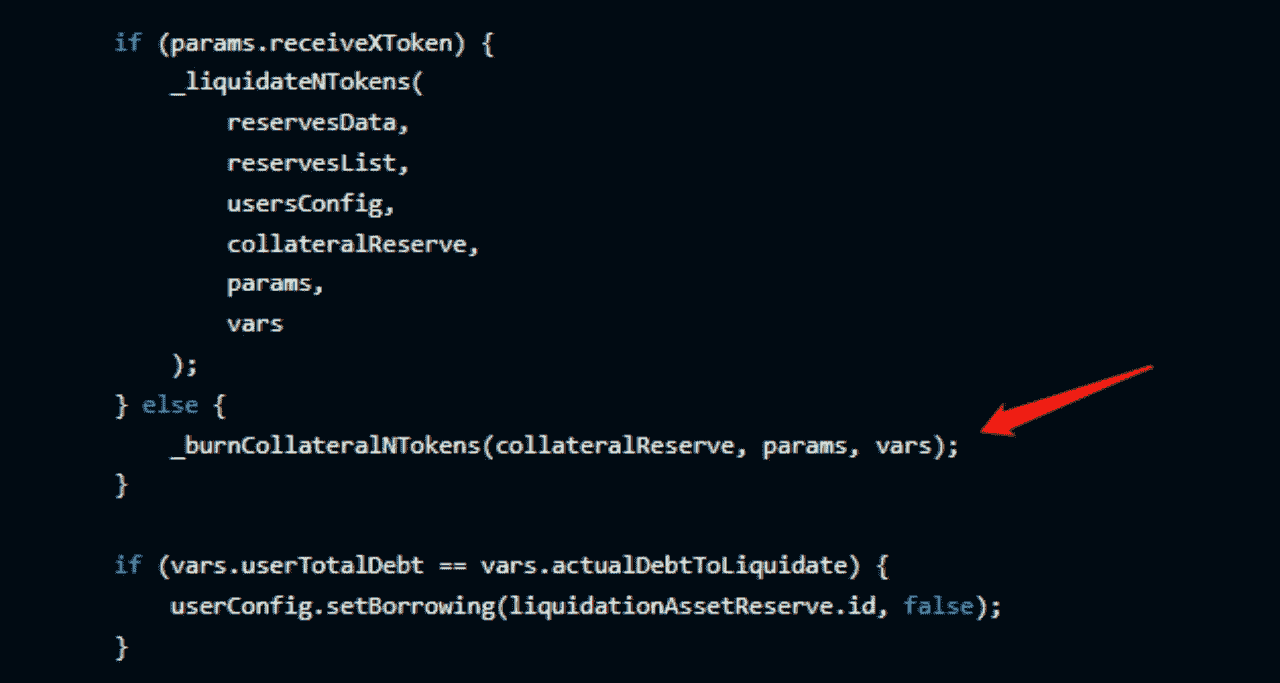 if (params.receiveXToken) {
_liquidateNTokens(
reservesData,
reservesList,
usersConfig,
collateralReserve,
params,
vars
);
} else {
_burnCollateralNTokens(collateralReserve, params, vars);
}
if (vars.userTotalDebt == vars.actualDebtToLiquidate) {
userConfig.setBorrowing(liquidationAssetReserve.id, false);
}